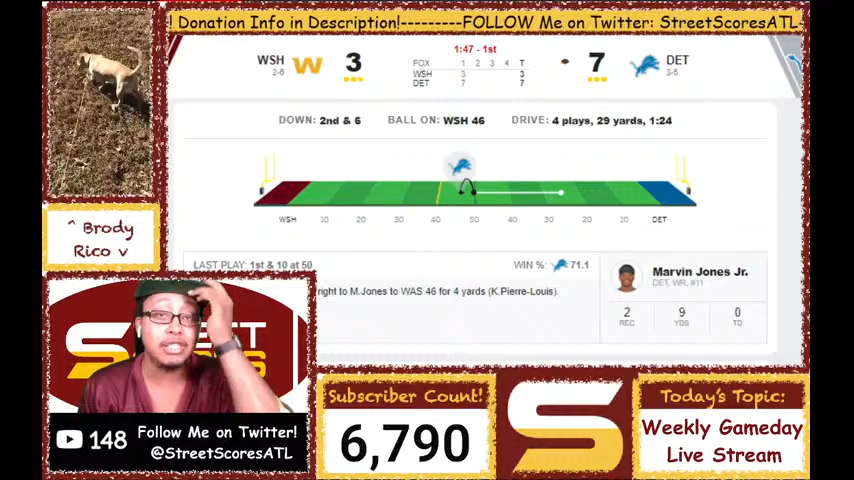 ! Donation Info in Description!---------FOLLOW Me on Twitter: StreetScoresATL
WSH
2-6
3
1:47 - 1st
FOX 1 2 3 4 T
WSH 3 3
DET 7 7
7
DET
3-5
DOWN: 2nd & 6 BALL ON: WSH 46 DRIVE: 4 plays, 29 yards, 1:24
WSH 10 20 30 40 50 40 30 20 10 DET
^ Brody
Rico v
LAST PLAY: 1st & 10 at 50
WIN %: 71.1
right to M.Jones to WAS 46 for 4 yards (K.Pierre-Louis).
Marvin Jones Jr.
DET, WR, #11
2 9 0
REC YDS TD
148
Follow Me on Twitter!
@StreetScoresATL
Subscriber Count!
6,790
S
Today's Topic:
Weekly Gameday
Live Stream